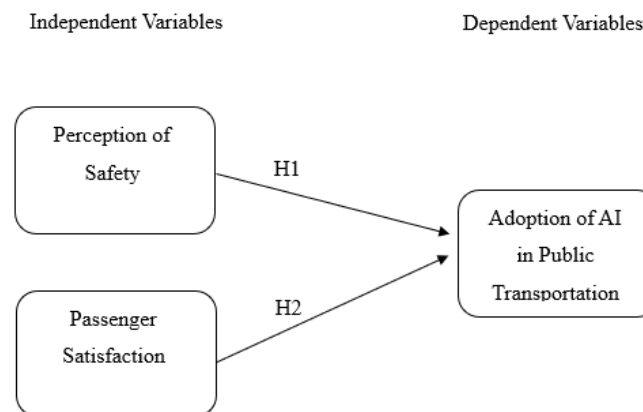 Independent Variables
Dependent Variables
Perception of
Safety
H1
Adoption of AI
in Public
Transportation
H2
Passenger
Satisfaction